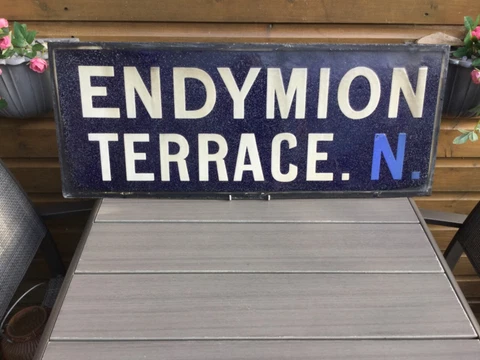 ENDYMION
TERRACE. N.